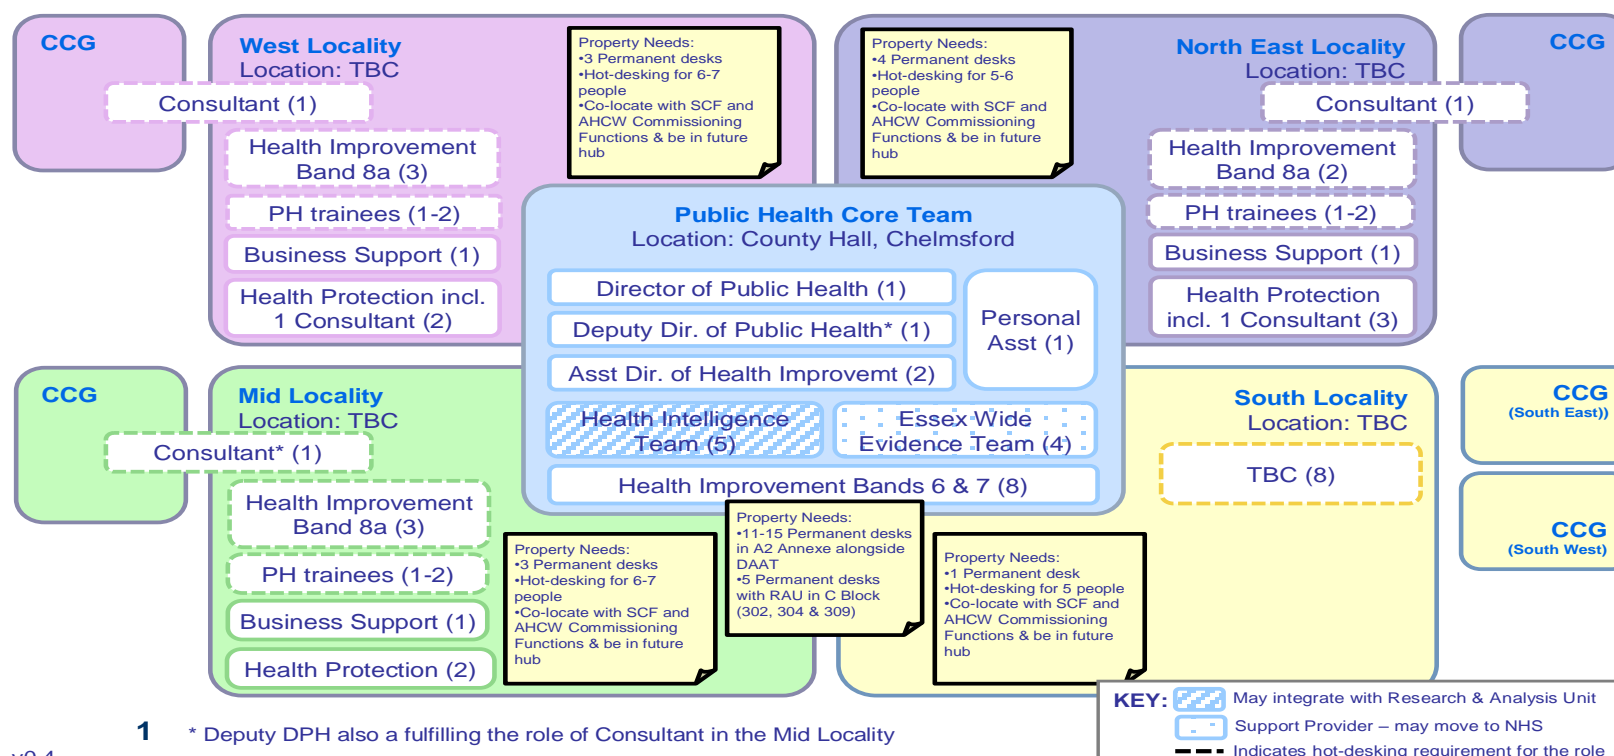 CCG
West Locality
Location: TBC
Consultant (1)
Health Improvement
Band 8a (3)
PH trainees (1-2)
Business Support (1)
Health Protection incl.
1 Consultant (2)
Property Needs:
•3 Permanent desks
•Hot-desking for 6-7
people
•Co-locate with SCF and
AHCW Commissioning
Functions & be in future
hub
Property Needs:
•4 Permanent desks
•Hot-desking for 5-6
people
•Co-locate with SCF and
AHCW Commissioning
Functions & be in future
hub
North East Locality
Location: TBC
CCG
Consultant (1)
Health Improvement
Band 8a (2)
PH trainees (1-2)
Business Support (1)
Health Protection
incl. 1 Consultant (3)
Public Health Core Team
Location: County Hall, Chelmsford
Director of Public Health (1)
Deputy Dir. of Public Health* (1)
Asst Dir. of Health Improvemt (2)
Personal
Asst (1)
Health Intelligence
Team (5)
Essex Wide
Evidence Team (4)
Health Improvement Bands 6 & 7 (8)
CCG
Mid Locality
Location: TBC
Consultant* (1)
Health Improvement
Band 8a (3)
PH trainees (1-2)
Business Support (1)
Health Protection (2)
Property Needs:
•3 Permanent desks
•Hot-desking for 6-7
people
•Co-locate with SCF and
AHCW Commissioning
Functions & be in future
hub
Property Needs:
•11-15 Permanent desks
in A2 Annexe alongside
DAAT
•5 Permanent desks
with RAU in C Block
(302, 304 & 309)
Property Needs:
•1 Permanent desk
•Hot-desking for 5 people
•Co-locate with SCF and
AHCW Commissioning
Functions & be in future
hub
South Locality
Location: TBC
TBC (8)
CCG
(South East))
CCG
(South West)
KEY:
May integrate with Research & Analysis Unit
Support Provider – may move to NHS
Indicates hot-desking requirement for the role
1
* Deputy DPH also a fulfilling the role of Consultant in the Mid Locality